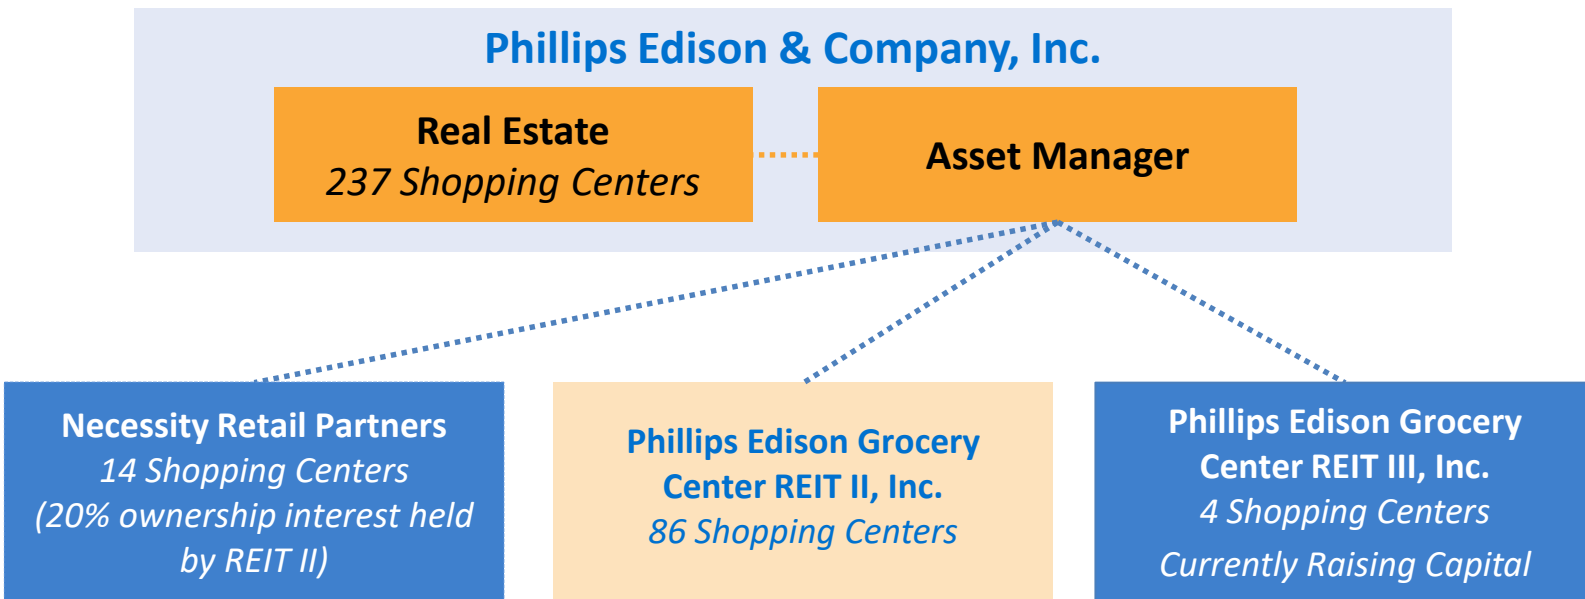 Phillips Edison & Company, Inc.
Real Estate
237 Shopping Centers
Asset Manager
Necessity Retail Partners
14 Shopping Centers
(20% ownership interest held
by REIT II)
Phillips Edison Grocery
Center REIT II, Inc.
86 Shopping Centers
Phillips Edison Grocery
Center REIT III, Inc.
4 Shopping Centers
Currently Raising Capital